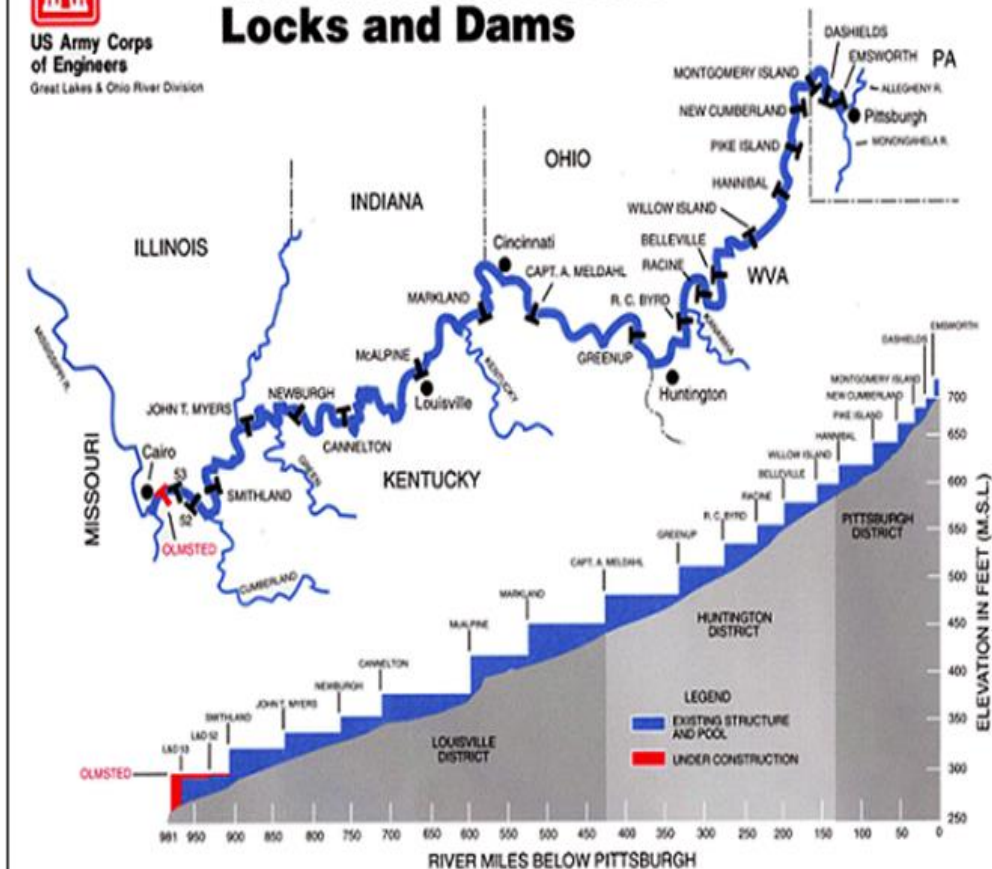 Locks and Dams
US Army Corps
of Engineers
Great Lakes & Ohio River Division
DASHIELDS
EMSWORTH
PA
MONTGOMERY ISLAND
ALLEGHENY R.
NEW CUMBERLAND
Pittsburgh
PIKE ISLAND
MONONGAHELA R.
OHIO
HANNIBAL
INDIANA
WILLOW ISLAND
ILLINOIS
Cincinnati
BELLEVILLE
CAPT. A. MELDAHL
RACINE
WVA
MARKLAND
R. C. BYRD
KANAWHA
MISSISSIPPI R.
McALPINE
GREENUP
KENTUCKY
Huntington
NEWBURGH
Louisville
JOHN T. MYERS
CANNELTON
MISSOURI
Cairo
53
GREEN
KENTUCKY
SMITHLAND
52
OLMSTED
CUMBERLAND
EMSWORTH
DASHIELDS
MONTGOMERY ISLAND
NEW CUMBERLAND
PIKE ISLAND
HANNIBAL
WILLOW ISLAND
BELLEVILLE
RACINE
R. C. BYRD
GREENUP
CAPT. A. MELDAHL
MARKLAND
McALPINE
CANNELTON
NEWBURGH
JOHN T. MYERS
SMITHLAND
L&D 52
L&D 53
OLMSTED
PITTSBURGH
DISTRICT
HUNTINGTON
DISTRICT
LOUISVILLE
DISTRICT
LEGEND
EXISTING STRUCTURE
AND POOL
UNDER CONSTRUCTION
700
650
600
550
500
450
400
350
300
250
ELEVATION IN FEET (M.S.L.)
981 950 900 850 800 750 700 650 600 550 500 450 400 350 300 250 200 150 100 50 0
RIVER MILES BELOW PITTSBURGH